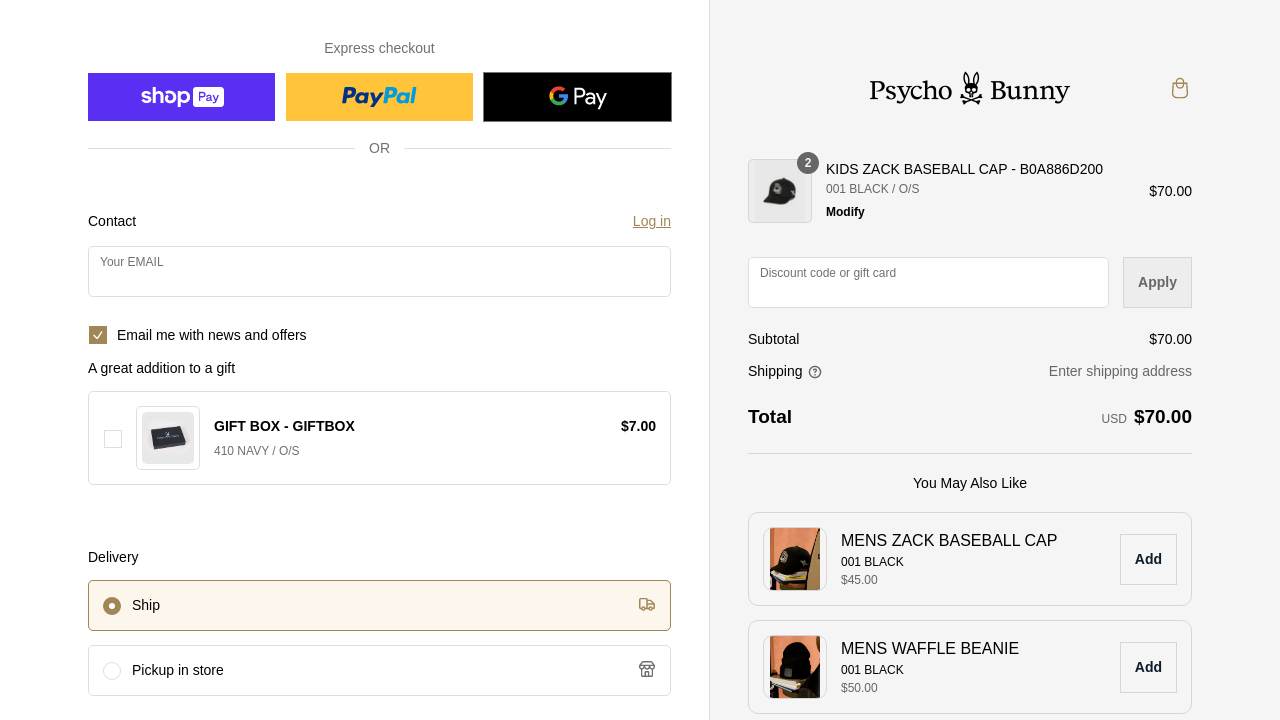 Express checkout
shop Pay
PayPal
G Pay
OR
Contact
Log in
Your EMAIL
Email me with news and offers
A great addition to a gift
GIFT BOX - GIFTBOX
410 NAVY / O/S
$7.00
Delivery
Ship
Pickup in store
Psycho Bunny
2
KIDS ZACK BASEBALL CAP - B0A886D200
001 BLACK / O/S
Modify
$70.00
Discount code or gift card
Apply
Subtotal
$70.00
Shipping
Enter shipping address
Total
USD $70.00
You May Also Like
MENS ZACK BASEBALL CAP
001 BLACK
$45.00
Add
MENS WAFFLE BEANIE
001 BLACK
$50.00
Add